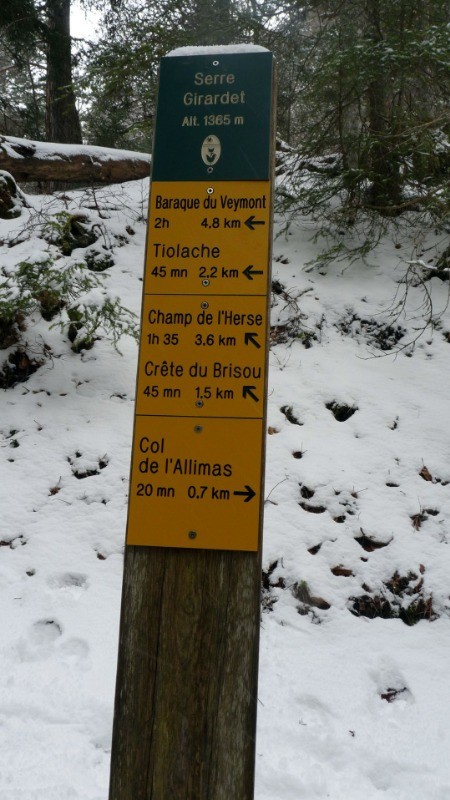 Serre
Girardet
Alt. 1365 m
Baraque du Veymont
2h 4,8 km ←
Tiolache
45 mn 2.2 km ←
Champ de l'Herse
1h 35 3.6 km ↖
Crête du Brisou
45 mn 1.5 km ↖
Col
de l'Allimas
20 mn 0.7 km →